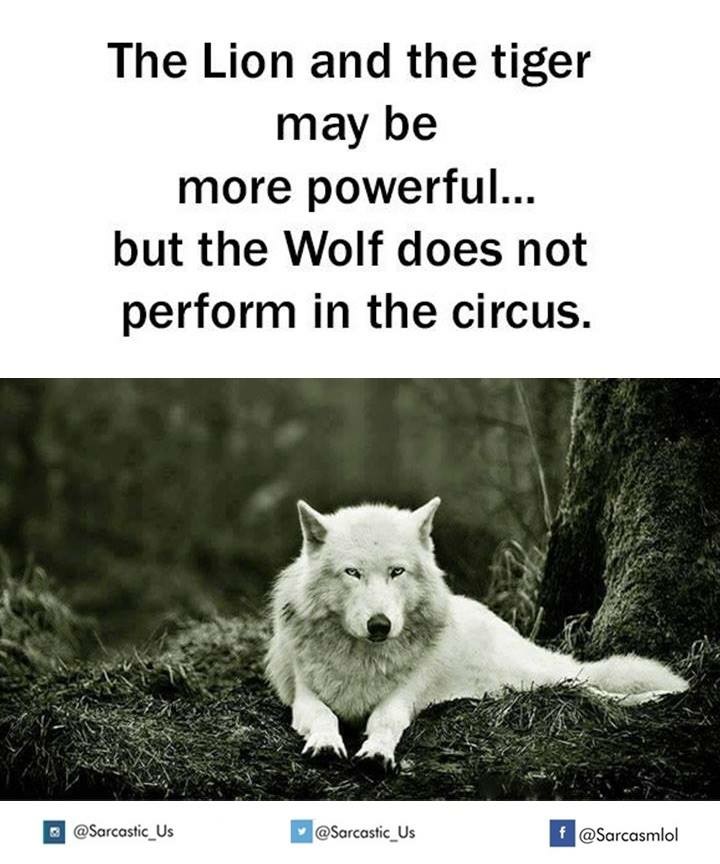 The Lion and the tiger
may be
more powerful...
but the Wolf does not
perform in the circus.
@Sarcastic_Us @Sarcastic_Us f @Sarcasmlol